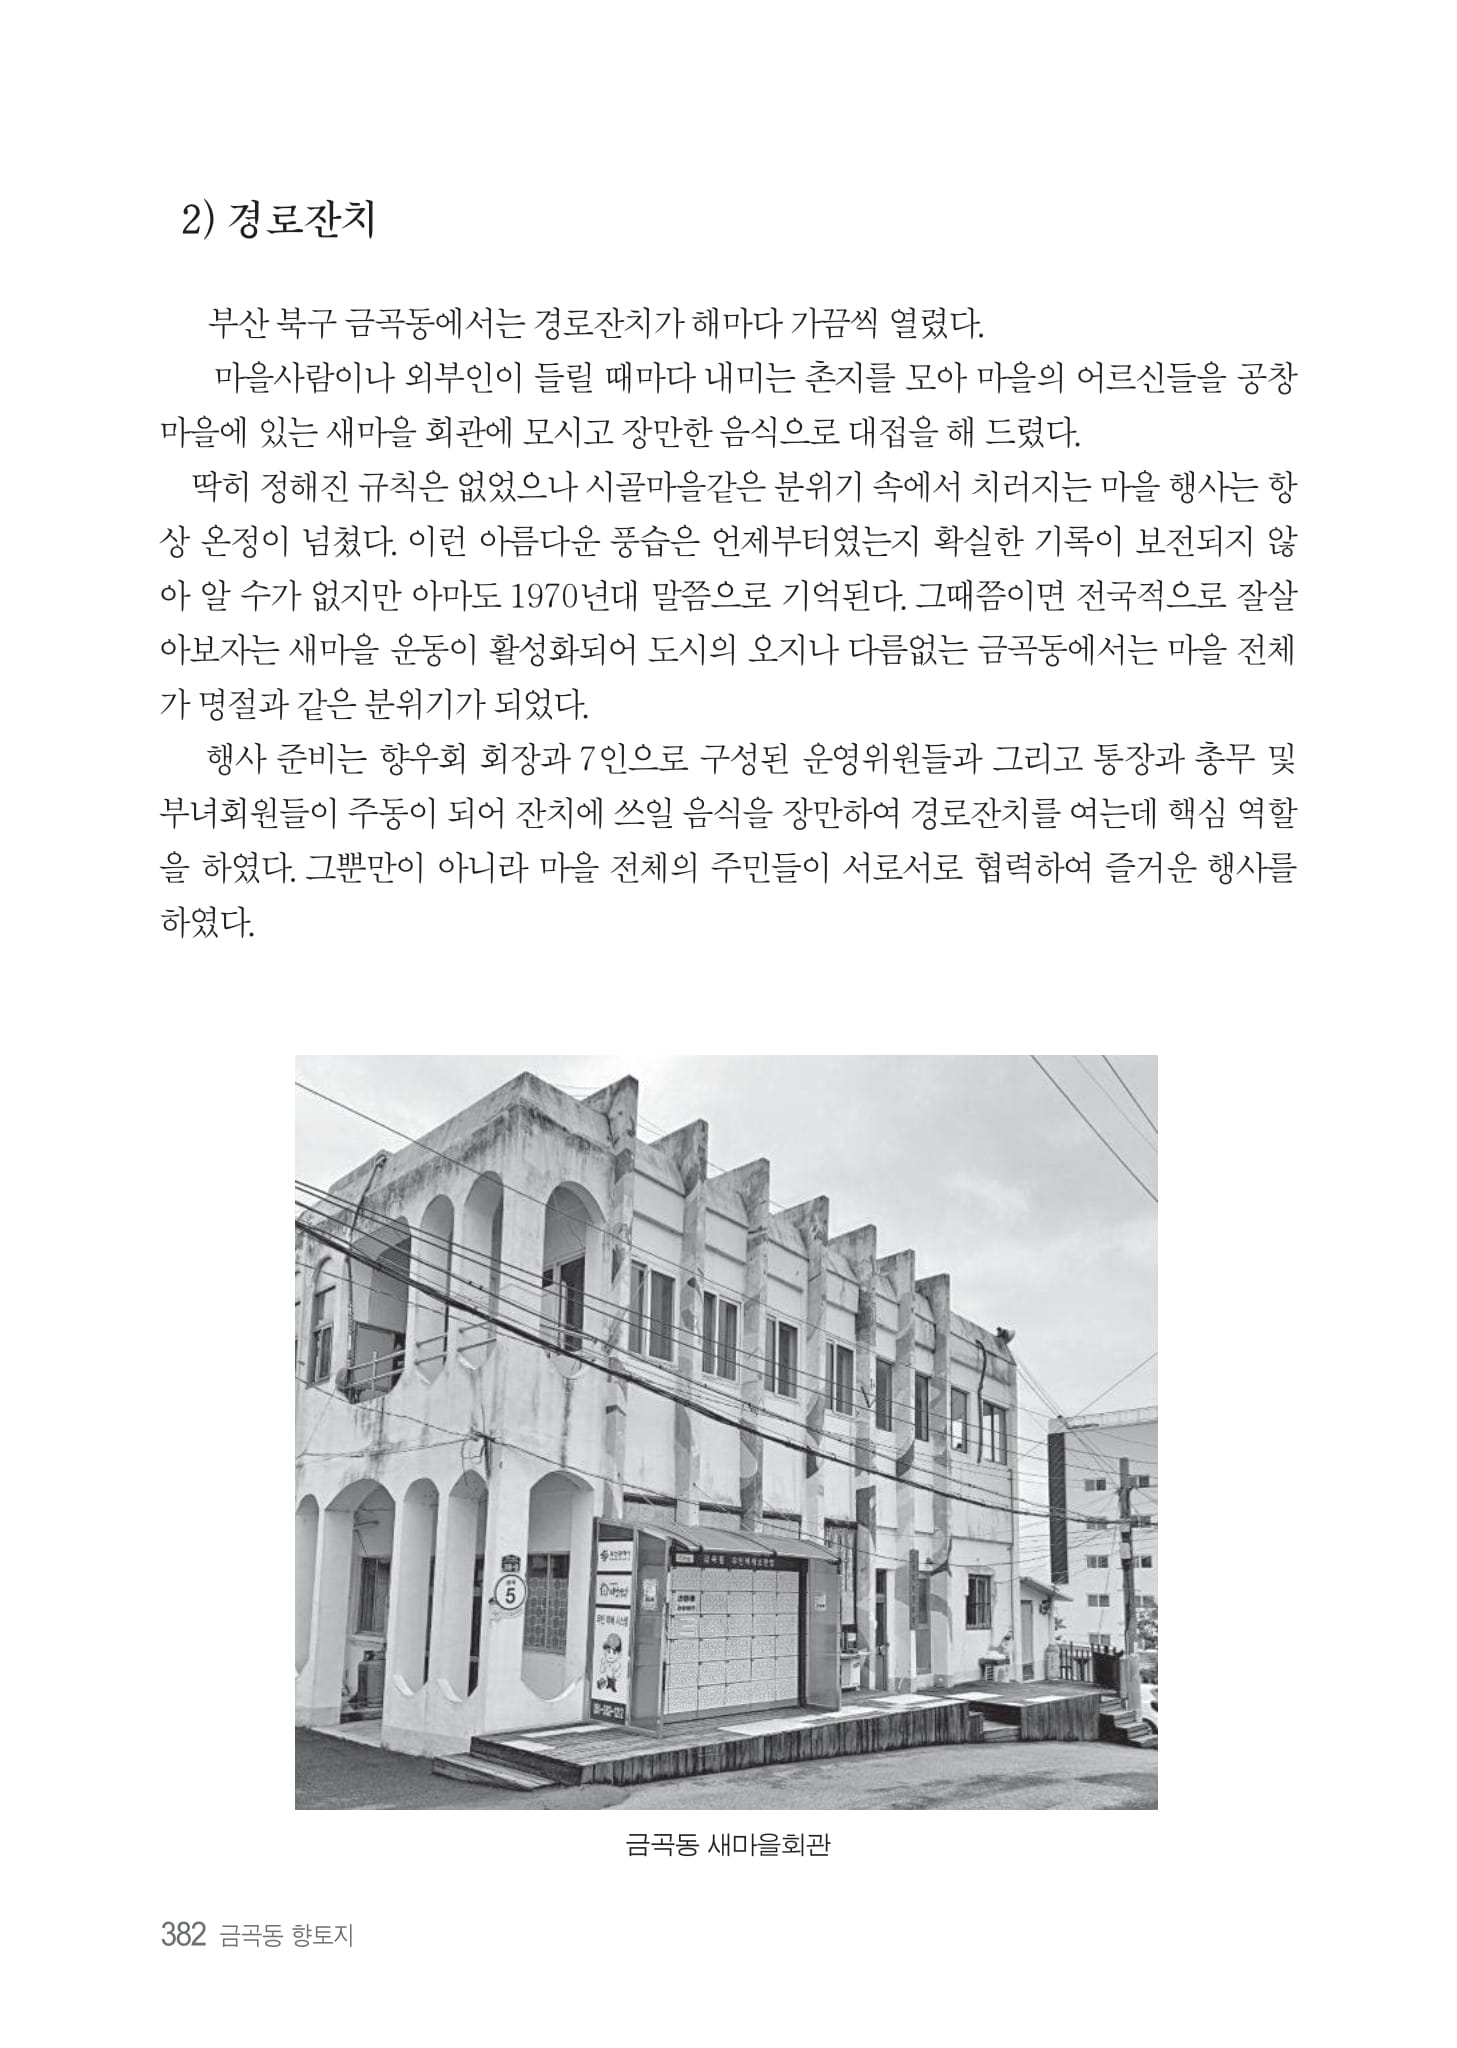 2) 경로잔치
부산 북구 금곡동에서는 경로잔치가 해마다 가끔씩 열렸다.
마을사람이나 외부인이 들릴 때마다 내미는 촌지를 모아 마을의 어르신들을 공창
마을에 있는 새마을 회관에 모시고 장만한 음식으로 대접을 해 드렸다.
딱히 정해진 규칙은 없었으나 시골마을같은 분위기 속에서 치러지는 마을 행사는 항
상 온정이 넘쳤다. 이런 아름다운 풍습은 언제부터였는지 확실한 기록이 보전되지 않
아 알 수가 없지만 아마도 1970년대 말쯤으로 기억된다. 그때쯤이면 전국적으로 잘살
아보자는 새마을 운동이 활성화되어 도시의 오지나 다름없는 금곡동에서는 마을 전체
가 명절과 같은 분위기가 되었다.
행사 준비는 향우회 회장과 7인으로 구성된 운영위원들과 그리고 통장과 총무 및
부녀회원들이 주동이 되어 잔치에 쓰일 음식을 장만하여 경로잔치를 여는데 핵심 역할
을 하였다. 그뿐만이 아니라 마을 전체의 주민들이 서로서로 협력하여 즐거운 행사를
하였다.
5
무인 택배 시스템
금곡동 새마을회관
382 금곡동 향토지